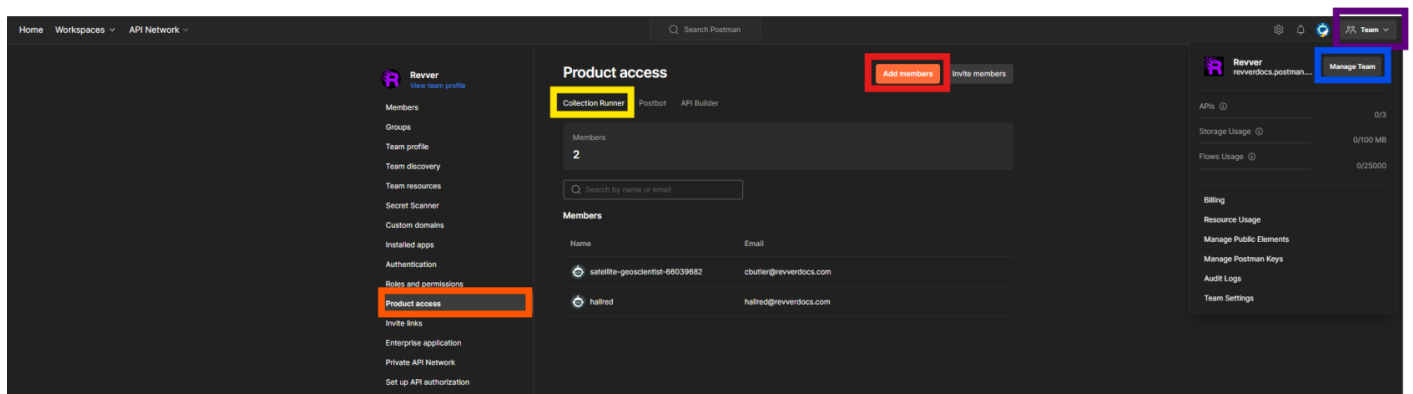 Home Workspaces API Network Search Postman Team
Revver
View team profile
Members
Groups
Team profile
Team discovery
Team resources
Secret Scanner
Custom domains
Installed apps
Authentication
Roles and permissions
Product access
Invite links
Enterprise application
Private API Network
Set up API authorization
Product access
Add members Invite members
Collection Runner Postbot API Builder
Members
2
Search by name or email
Members
Name Email
satellite-geoscientist-66039682 cbutler@revverdocs.com
hallred hallred@revverdocs.com
Revver
revverdocs.postman....
Manage Team
APIs
0/3
Storage Usage
0/100 MB
Flows Usage
0/25000
Billing
Resource Usage
Manage Public Elements
Manage Postman Keys
Audit Logs
Team Settings